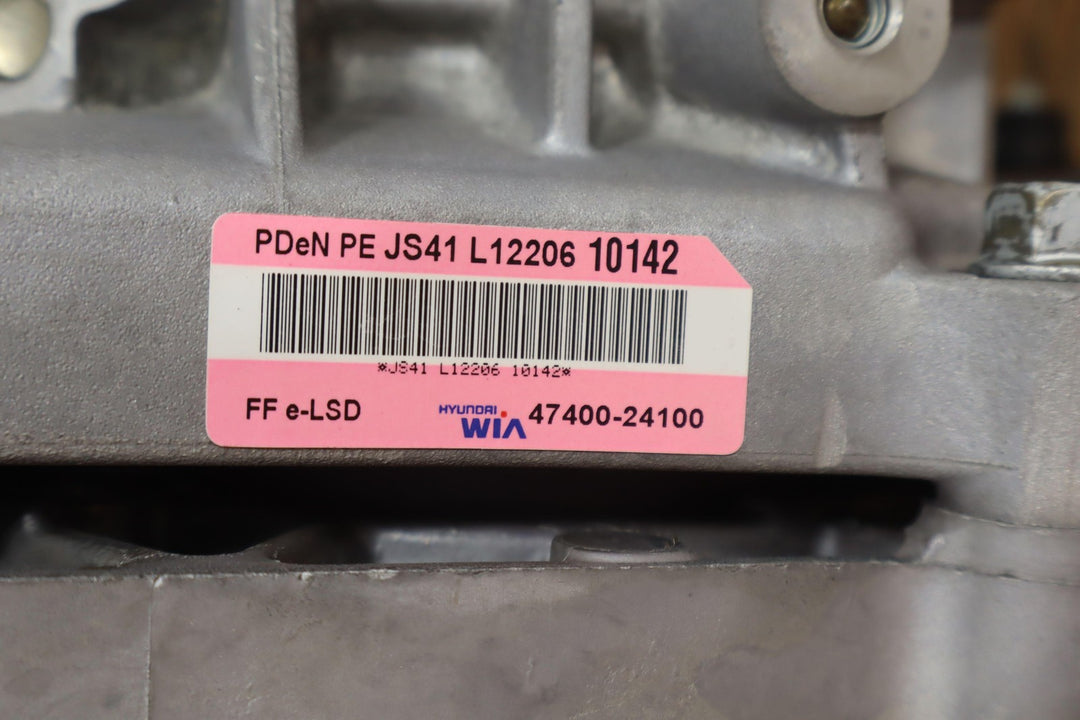 PDeN PE JS41 L12206 10142
*JS41 L12206 10142*
FF e-LSD HYUNDAI WIA 47400-24100